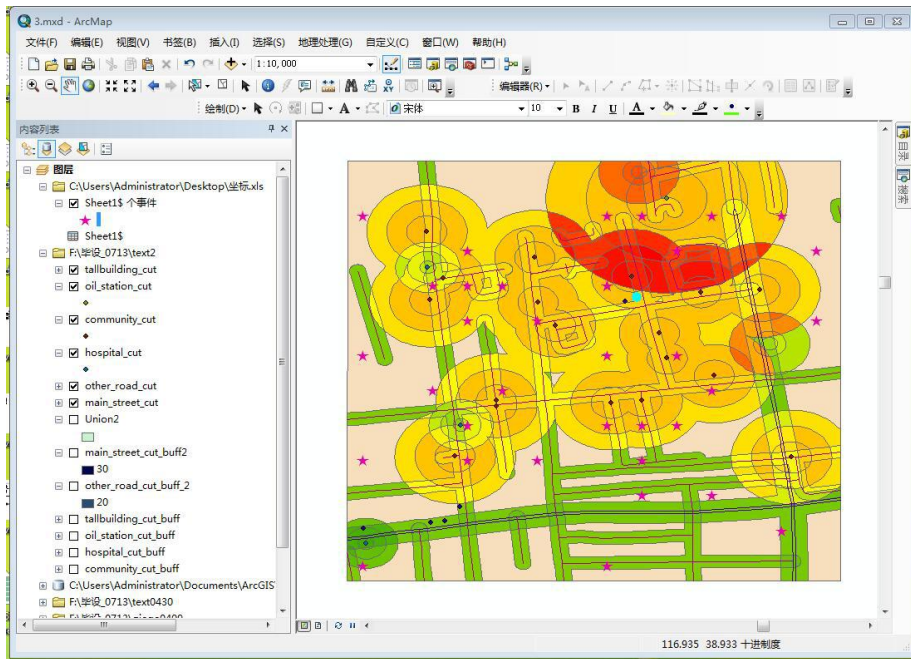 3.mxd - ArcMap
文件(F) 编辑(E) 视图(V) 书签(B) 插入(I) 选择(S) 地理处理(G) 自定义(C) 窗口(W) 帮助(H)
1:10,000
编辑器(R)
绘制(D) A 宋体 10 B I U A
内容列表
图层
C:\Users\Administrator\Desktop\坐标.xls
Sheet1$ 个事件
Sheet1$
F:\毕设_0713\text2
tallbuilding_cut
oil_station_cut
community_cut
hospital_cut
other_road_cut
main_street_cut
Union2
main_street_cut_buff2
30
other_road_cut_buff_2
20
tallbuilding_cut_buff
oil_station_cut_buff
hospital_cut_buff
community_cut_buff
C:\Users\Administrator\Documents\ArcGIS
F:\毕设_0713\text0430
目录
搜索
116.935 38.933 十进制度